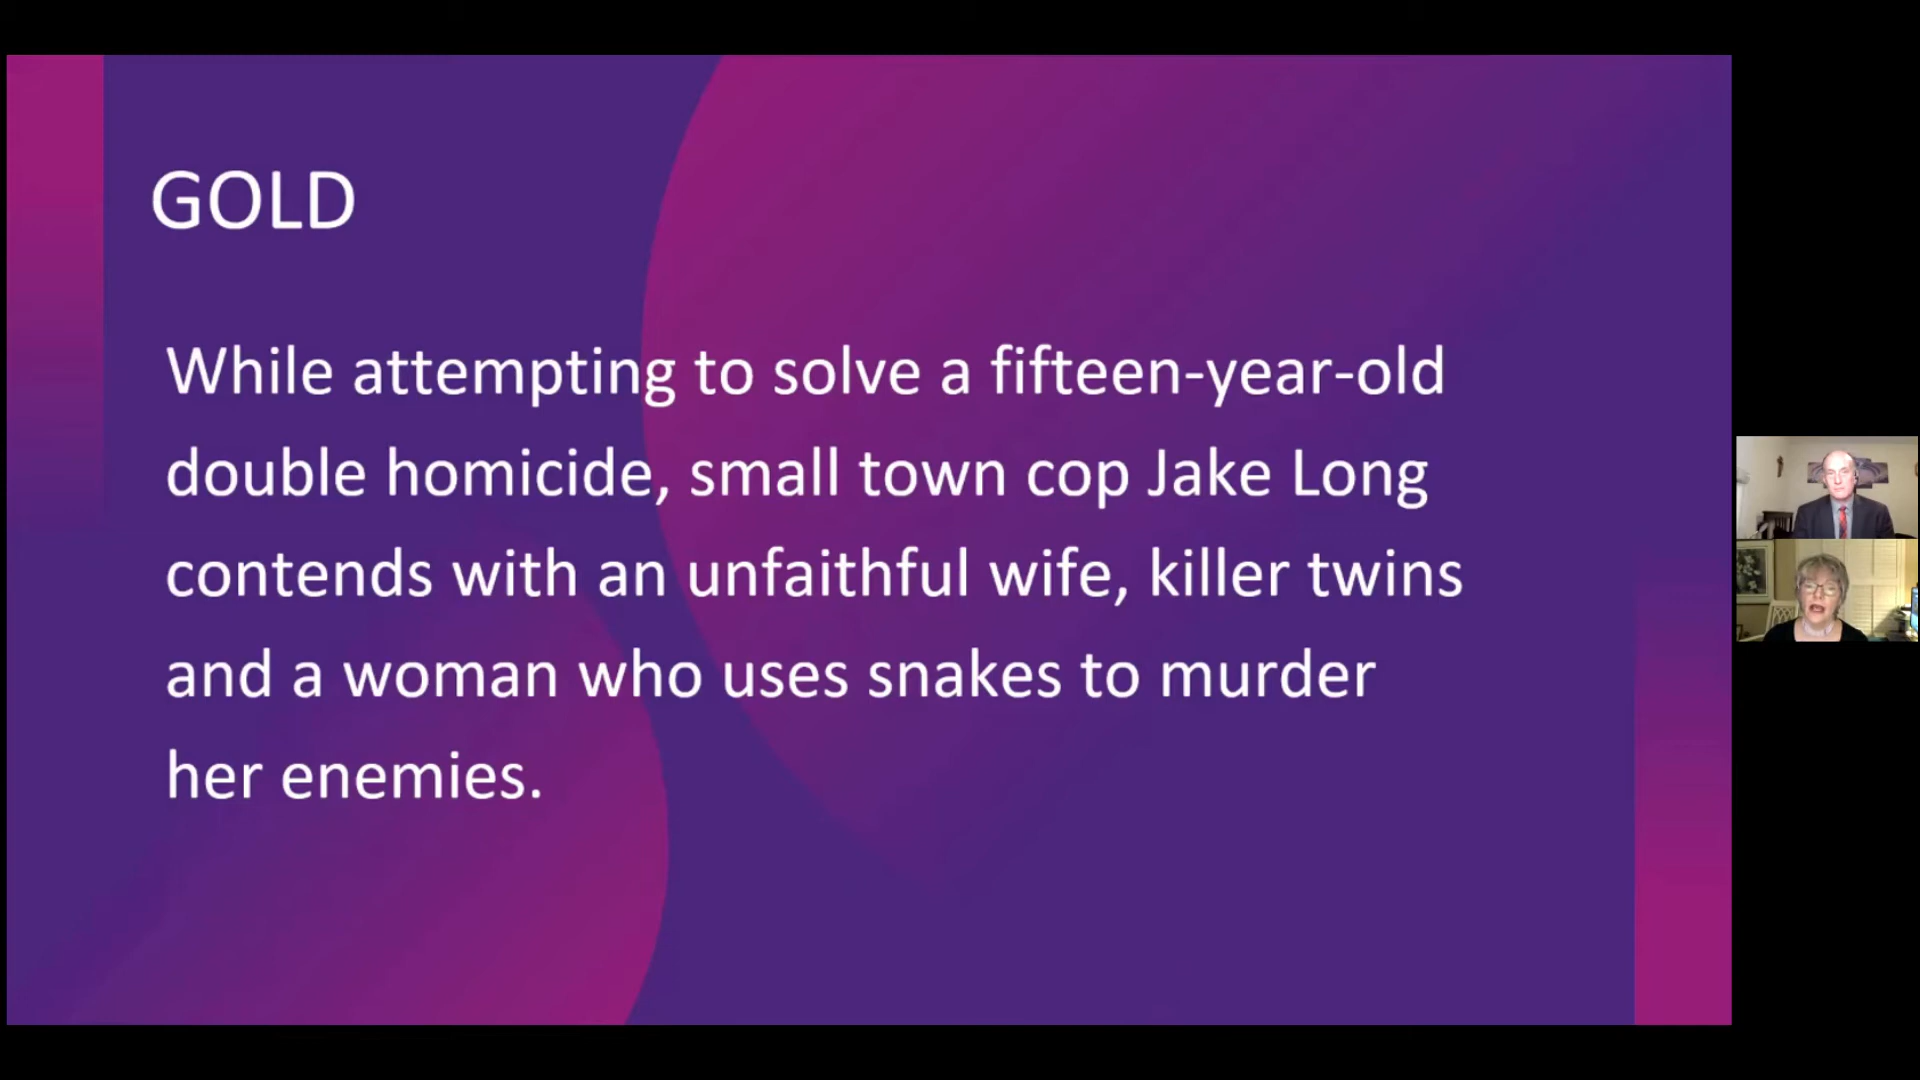 GOLD
While attempting to solve a fifteen-year-old
double homicide, small town cop Jake Long
contends with an unfaithful wife, killer twins
and a woman who uses snakes to murder
her enemies.